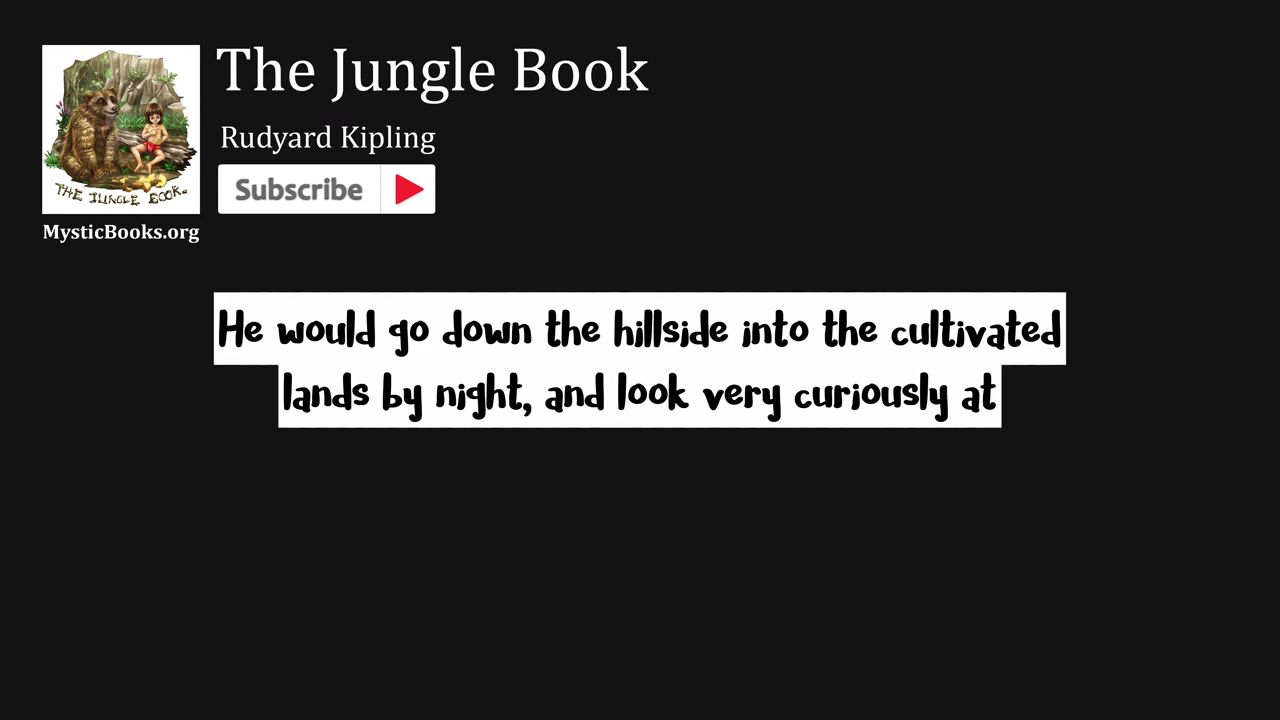 The Jungle Book
Rudyard Kipling
Subscribe
THE JUNGLE BOOK.
MysticBooks.org
He would go down the hillside into the cultivated
lands by night, and look very curiously at